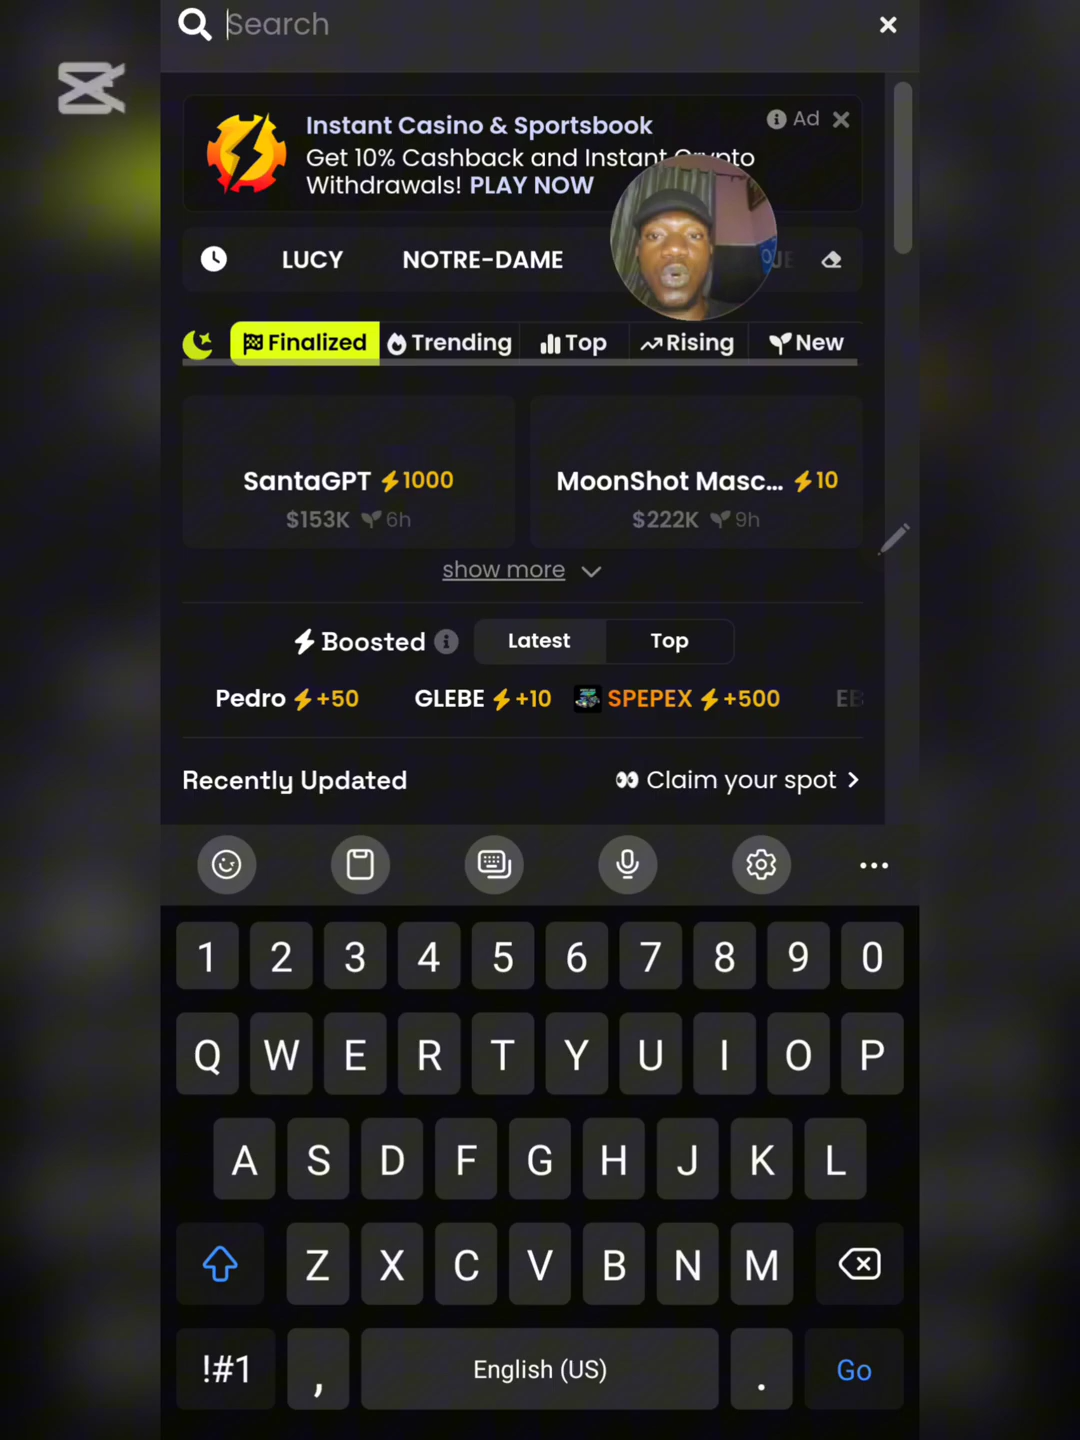 Search
Instant Casino & Sportsbook
Ad
Get 10% Cashback and Instant Crypto
Withdrawals! PLAY NOW
LUCY NOTRE-DAME
Finalized Trending Top Rising New
SantaGPT 1000 MoonShot Masc... 10
$153K 6h $222K 9h
show more
Boosted Latest Top
Pedro +50 GLEBE +10 SPEPEX +500
Recently Updated Claim your spot
1 2 3 4 5 6 7 8 9 0
Q W E R T Y U I O P
A S D F G H J K L
Z X C V B N M
!#1 , English (US) . Go